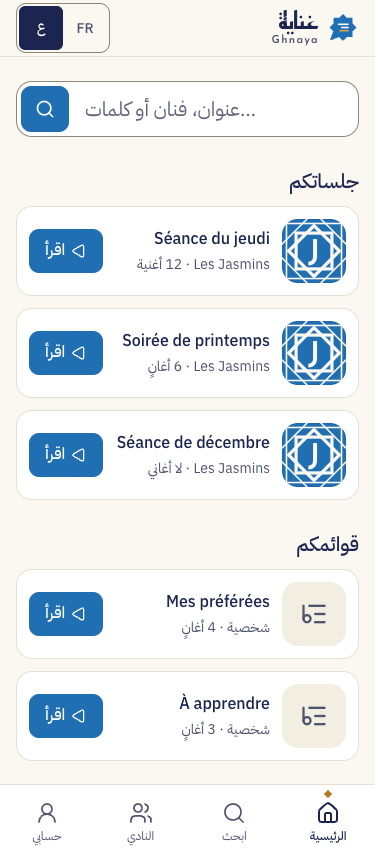 غناية
Ghnaya
FR
ع
عنوان، فنان أو كلمات...
جلساتكم
J
Séance du jeudi
Les Jasmins · 12 أغنية
اقرأ
J
Soirée de printemps
Les Jasmins · 6 أغانٍ
اقرأ
J
Séance de décembre
Les Jasmins · لا أغاني
اقرأ
قوائمكم
Mes préférées
شخصية · 4 أغانٍ
اقرأ
À apprendre
شخصية · 3 أغانٍ
اقرأ
الرئيسية
ابحث
النادي
حسابي